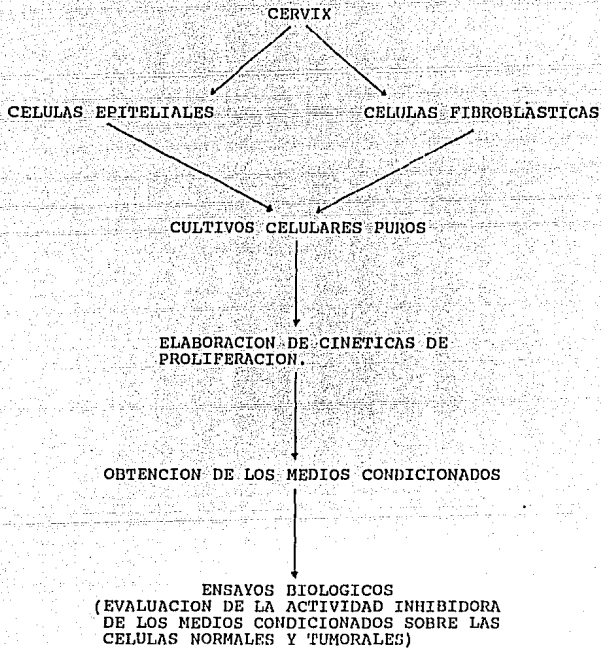 CERVIX
CELULAS EPITELIALES
CELULAS FIBROBLASTICAS
CULTIVOS CELULARES PUROS
ELABORACION DE CINETICAS DE
PROLIFERACION.
OBTENCION DE LOS MEDIOS CONDICIONADOS
ENSAYOS BIOLOGICOS
(EVALUACION DE LA ACTIVIDAD INHIBIDORA
DE LOS MEDIOS CONDICIONADOS SOBRE LAS
CELULAS NORMALES Y TUMORALES)